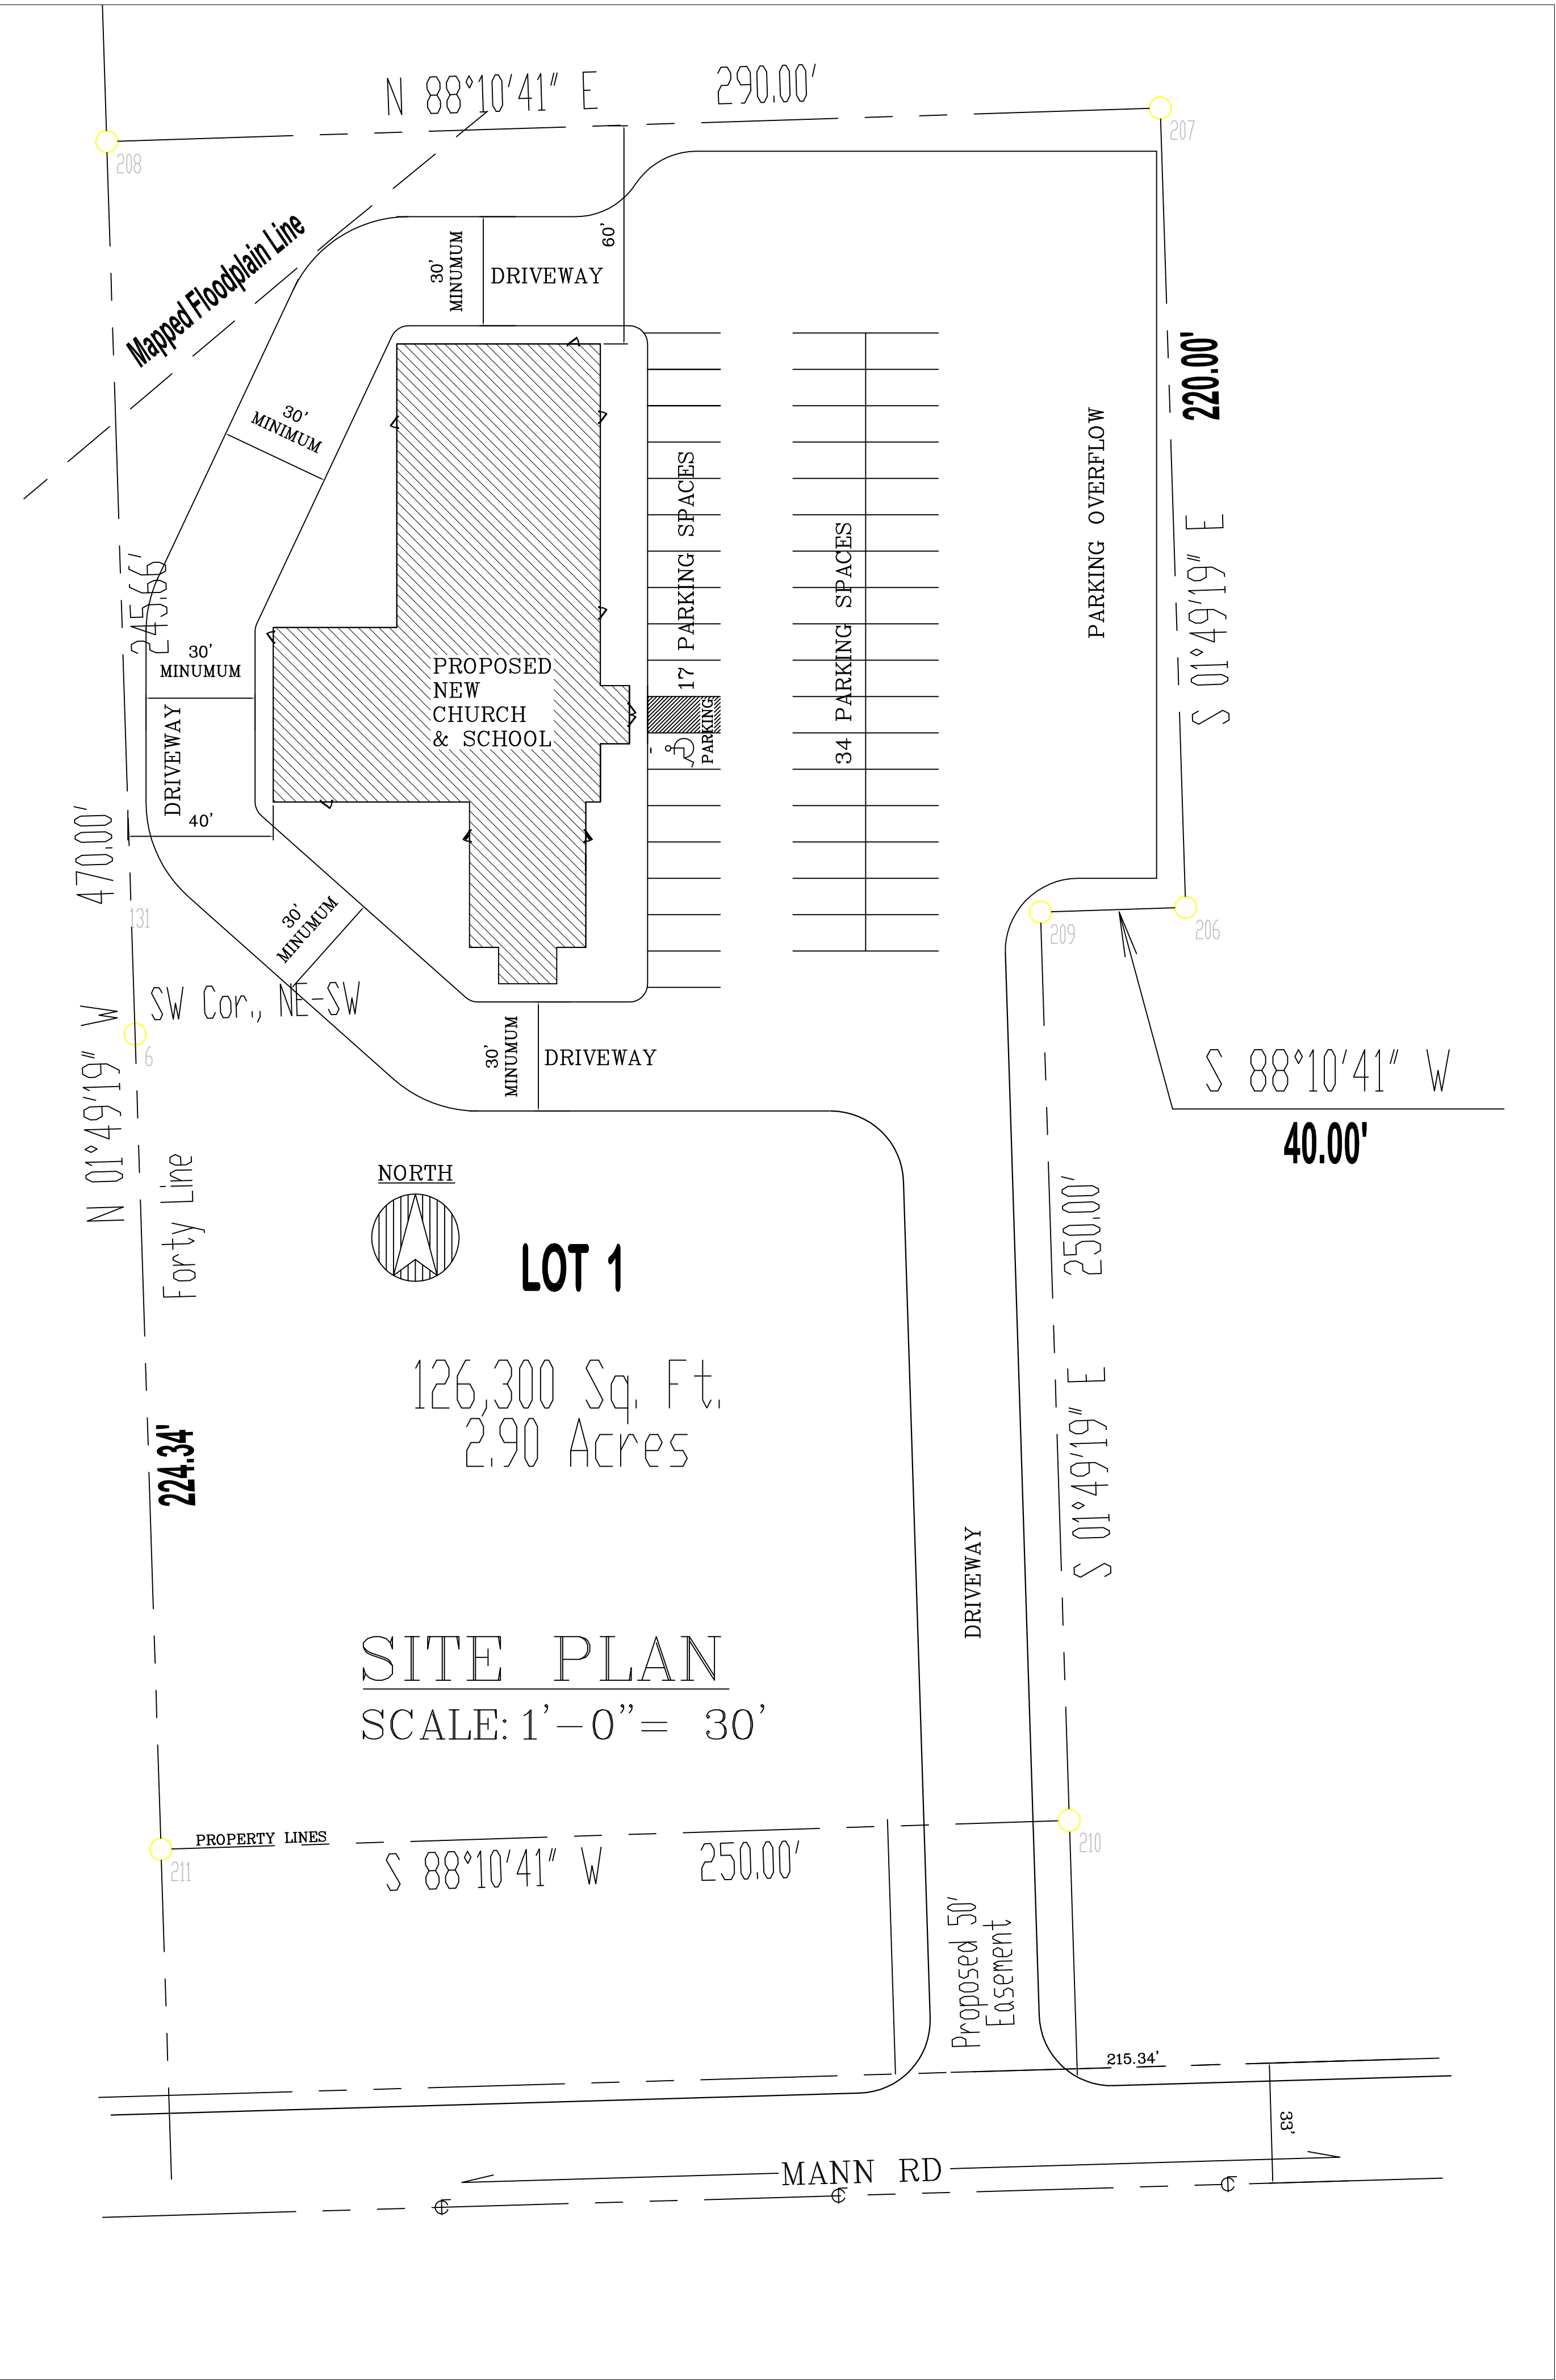 N 88°10'41" E 290.00'
207
208
Mapped Floodplain Line
60'
30'
MINUMUM
DRIVEWAY
220.00'
30'
MINIMUM
PARKING OVERFLOW
17 PARKING SPACES
34 PARKING SPACES
S 01°49'19" E
245.66'
30'
MINUMUM
PROPOSED
NEW
CHURCH
& SCHOOL
PARKING
DRIVEWAY
40'
N 01°49'19" W 470.00'
131
30'
MINUMUM
209
206
SW Cor., NE-SW
6
30'
MINUMUM
DRIVEWAY
S 88°10'41" W
40.00'
Forty Line
NORTH
LOT 1
S 01°49'19" E 250.00'
126,300 Sq. Ft.
2.90 Acres
224.34'
DRIVEWAY
SITE PLAN
SCALE: 1'-0"= 30'
PROPERTY LINES
211
S 88°10'41" W 250.00'
210
Proposed 50'
Easement
215.34'
33'
MANN RD